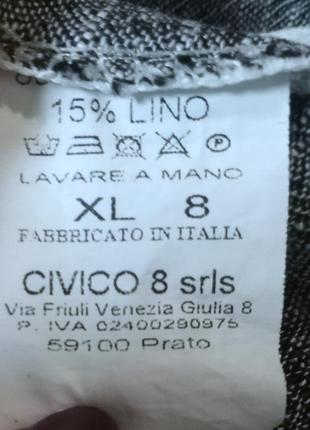 15% LINO
P
LAVARE A MANO
XL 8
FABBRICATO IN ITALIA
CIVICO 8 srls
Via Friuli Venezia Giulia 8
P. IVA 02400290975
59100 Prato